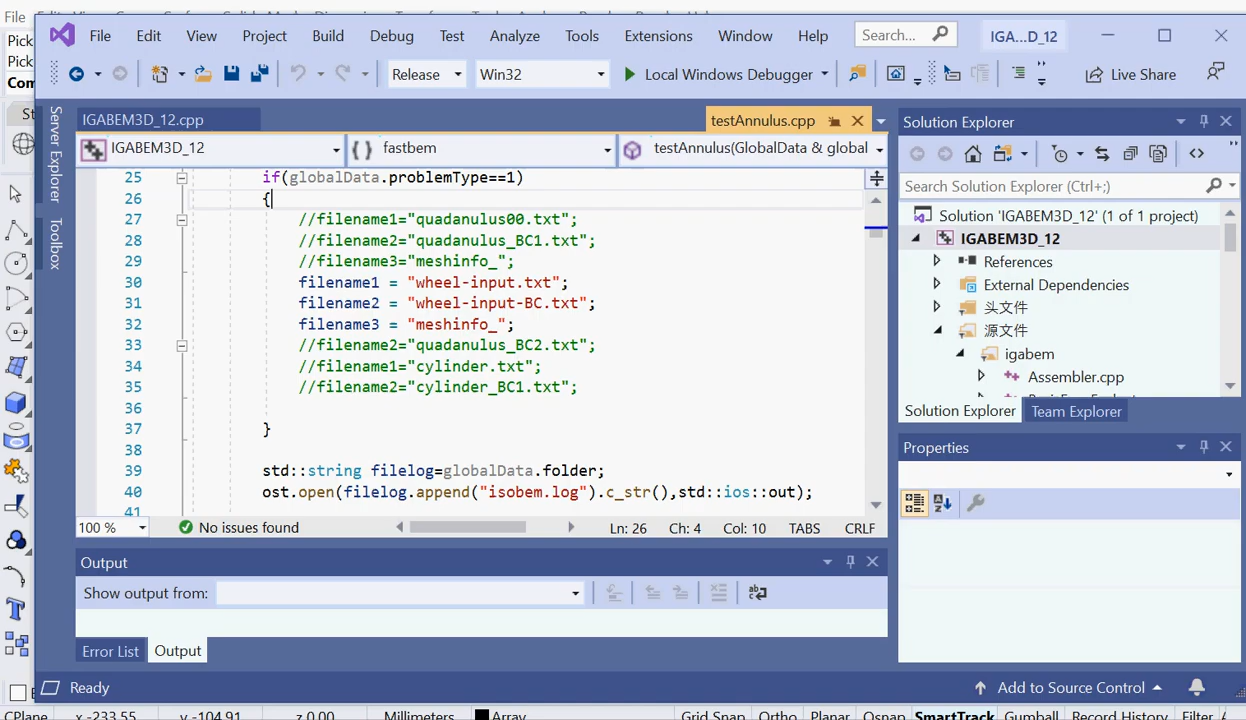 File
File Edit View Project Build Debug Test Analyze Tools Extensions Window Help Search... IGA...D_12
Pick
Pick
Com
Release Win32 Local Windows Debugger Live Share
St
Server Explorer
Toolbox
IGABEM3D_12.cpp testAnnulus.cpp
IGABEM3D_12 { } fastbem testAnnulus(GlobalData & global
25 if(globalData.problemType==1)
26 {
27 //filename1="quadanulus00.txt";
28 //filename2="quadanulus_BC1.txt";
29 //filename3="meshinfo_";
30 filename1 = "wheel-input.txt";
31 filename2 = "wheel-input-BC.txt";
32 filename3 = "meshinfo_";
33 //filename2="quadanulus_BC2.txt";
34 //filename1="cylinder.txt";
35 //filename2="cylinder_BC1.txt";
36
37 }
38
39 std::string filelog=globalData.folder;
40 ost.open(filelog.append("isobem.log").c_str(),std::ios::out);
41
100 % No issues found Ln: 26 Ch: 4 Col: 10 TABS CRLF
Output
Show output from:
Error List Output
Solution Explorer
Search Solution Explorer (Ctrl+;)
Solution 'IGABEM3D_12' (1 of 1 project)
IGABEM3D_12
References
External Dependencies
头文件
源文件
igabem
Assembler.cpp
Solution Explorer Team Explorer
Properties
Ready Add to Source Control
CPlane x -233.55 y -104.91 z 0.00 Millimeters Array Grid Snap Ortho Planar Osnap SmartTrack Gumball Record History Filter